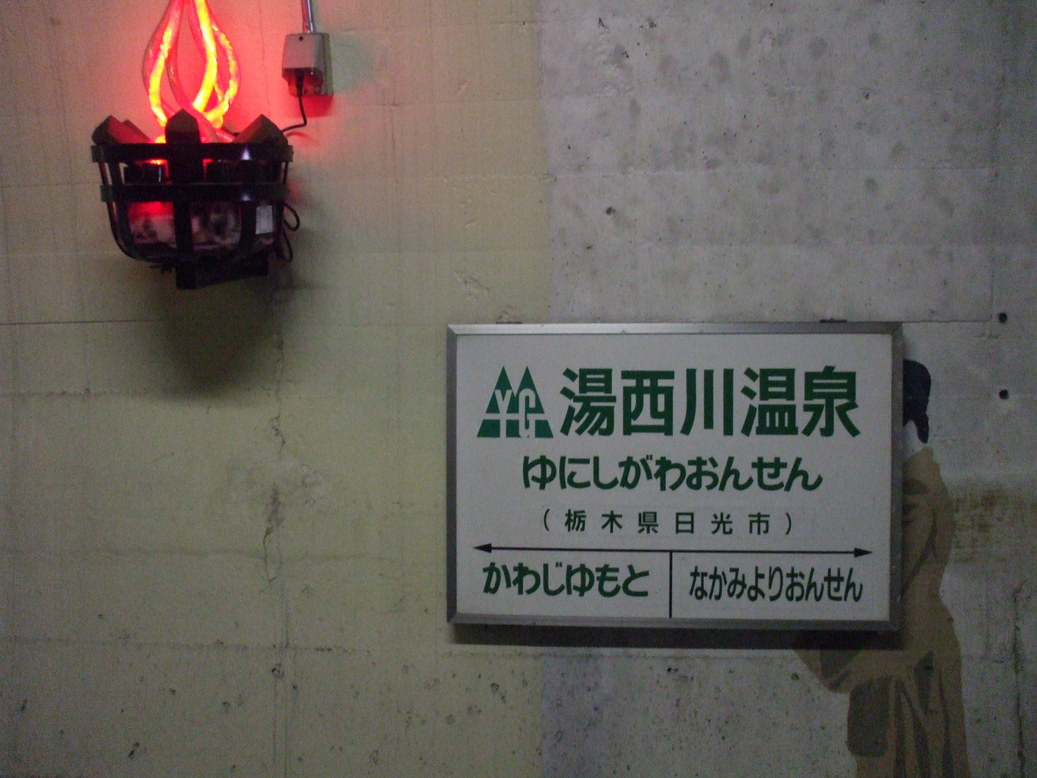 YG 湯西川温泉
ゆにしがわおんせん
(栃木県日光市)
かわじゆもと なかみよりおんせん